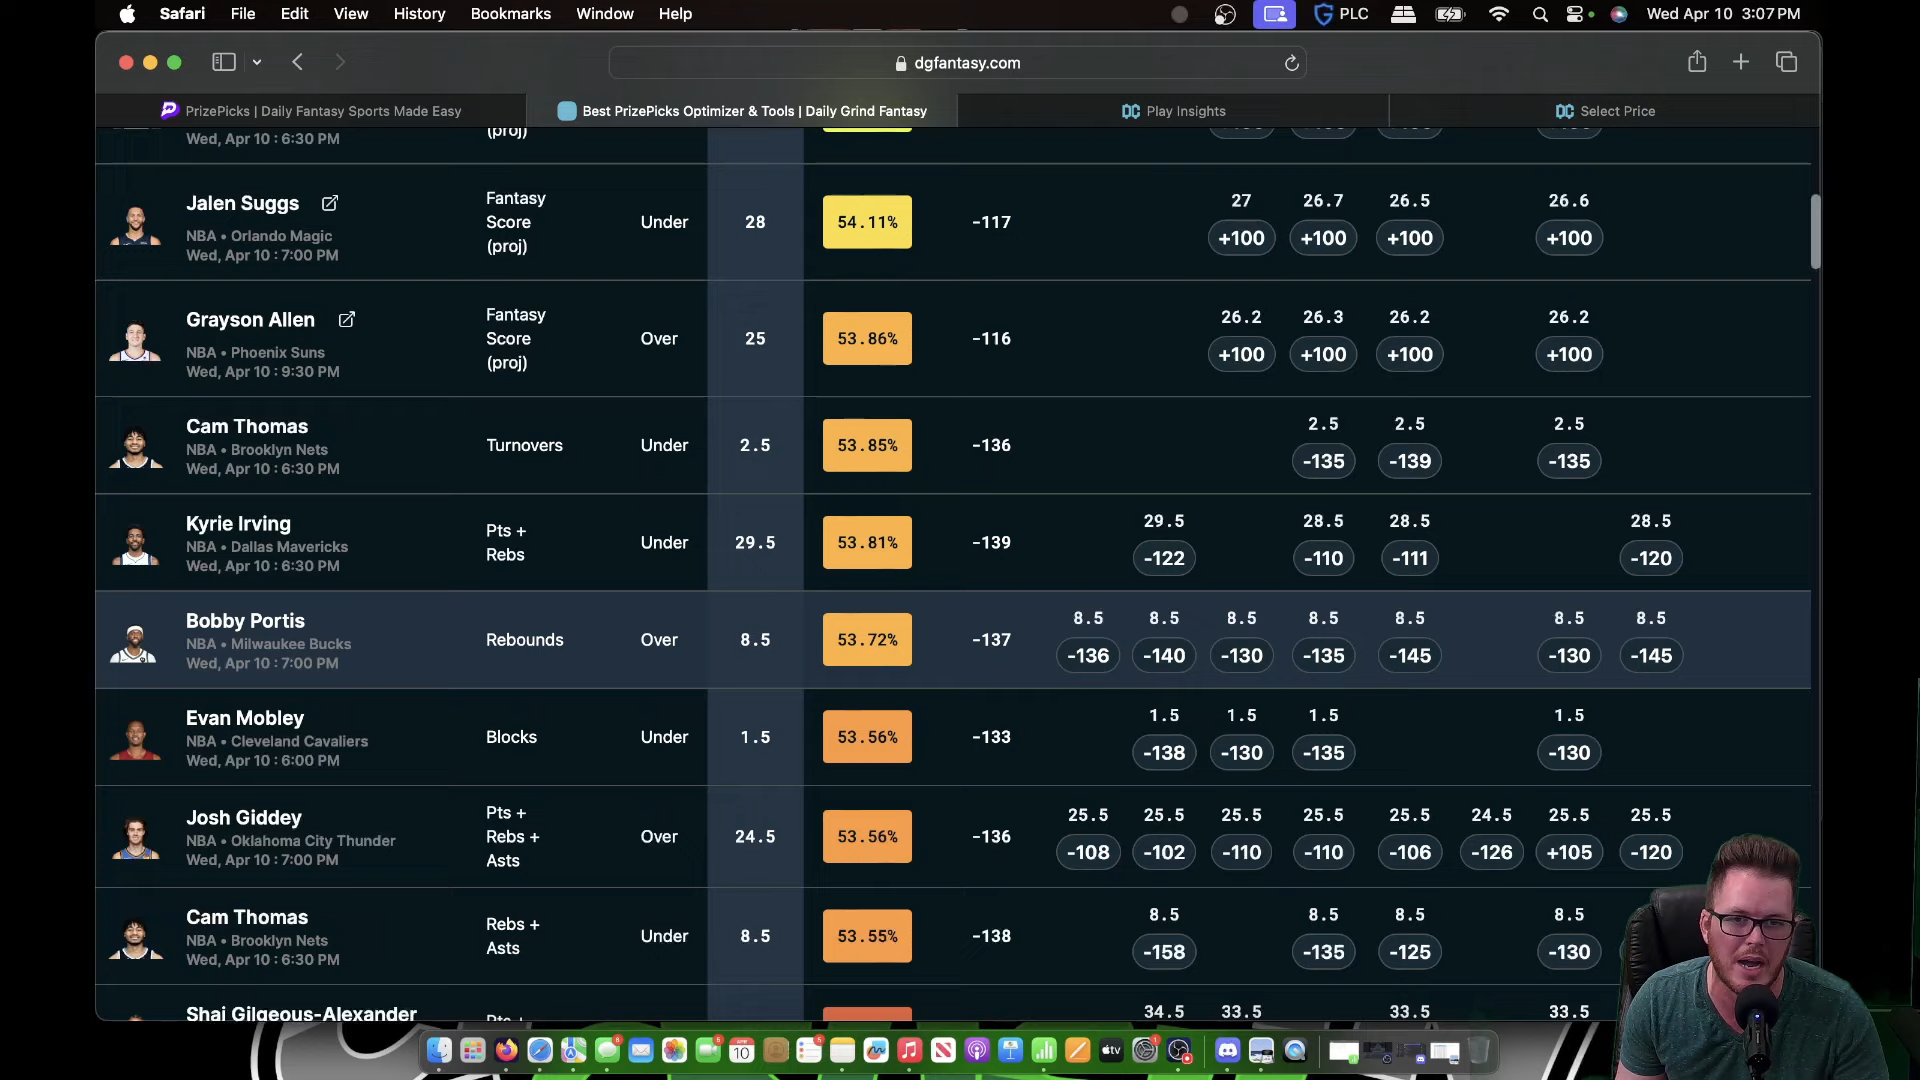 Safari File Edit View History Bookmarks Window Help PLC Wed Apr 10 3:07 PM
dgfantasy.com
PrizePicks | Daily Fantasy Sports Made Easy Best PrizePicks Optimizer & Tools | Daily Grind Fantasy DC Play Insights DC Select Price
(proj)
Wed, Apr 10 : 6:30 PM
Jalen Suggs
NBA • Orlando Magic
Wed, Apr 10 : 7:00 PM
Fantasy
Score
(proj)
Under 28 54.11% -117
27 26.7 26.5 26.6
+100 +100 +100 +100
Grayson Allen
NBA • Phoenix Suns
Wed, Apr 10 : 9:30 PM
Fantasy
Score
(proj)
Over 25 53.86% -116
26.2 26.3 26.2 26.2
+100 +100 +100 +100
Cam Thomas
NBA • Brooklyn Nets
Wed, Apr 10 : 6:30 PM
Turnovers Under 2.5 53.85% -136
2.5 2.5 2.5
-135 -139 -135
Kyrie Irving
NBA • Dallas Mavericks
Wed, Apr 10 : 6:30 PM
Pts +
Rebs
Under 29.5 53.81% -139
29.5 28.5 28.5 28.5
-122 -110 -111 -120
Bobby Portis
NBA • Milwaukee Bucks
Wed, Apr 10 : 7:00 PM
Rebounds Over 8.5 53.72% -137
8.5 8.5 8.5 8.5 8.5 8.5 8.5
-136 -140 -130 -135 -145 -130 -145
Evan Mobley
NBA • Cleveland Cavaliers
Wed, Apr 10 : 6:00 PM
Blocks Under 1.5 53.56% -133
1.5 1.5 1.5 1.5
-138 -130 -135 -130
Josh Giddey
NBA • Oklahoma City Thunder
Wed, Apr 10 : 7:00 PM
Pts +
Rebs +
Asts
Over 24.5 53.56% -136
25.5 25.5 25.5 25.5 25.5 24.5 25.5 25.5
-108 -102 -110 -110 -106 -126 +105 -120
Cam Thomas
NBA • Brooklyn Nets
Wed, Apr 10 : 6:30 PM
Rebs +
Asts
Under 8.5 53.55% -138
8.5 8.5 8.5 8.5
-158 -135 -125 -130
Shai Gilgeous-Alexander
Pts +
34.5 33.5 33.5 33.5
APR
10
tv